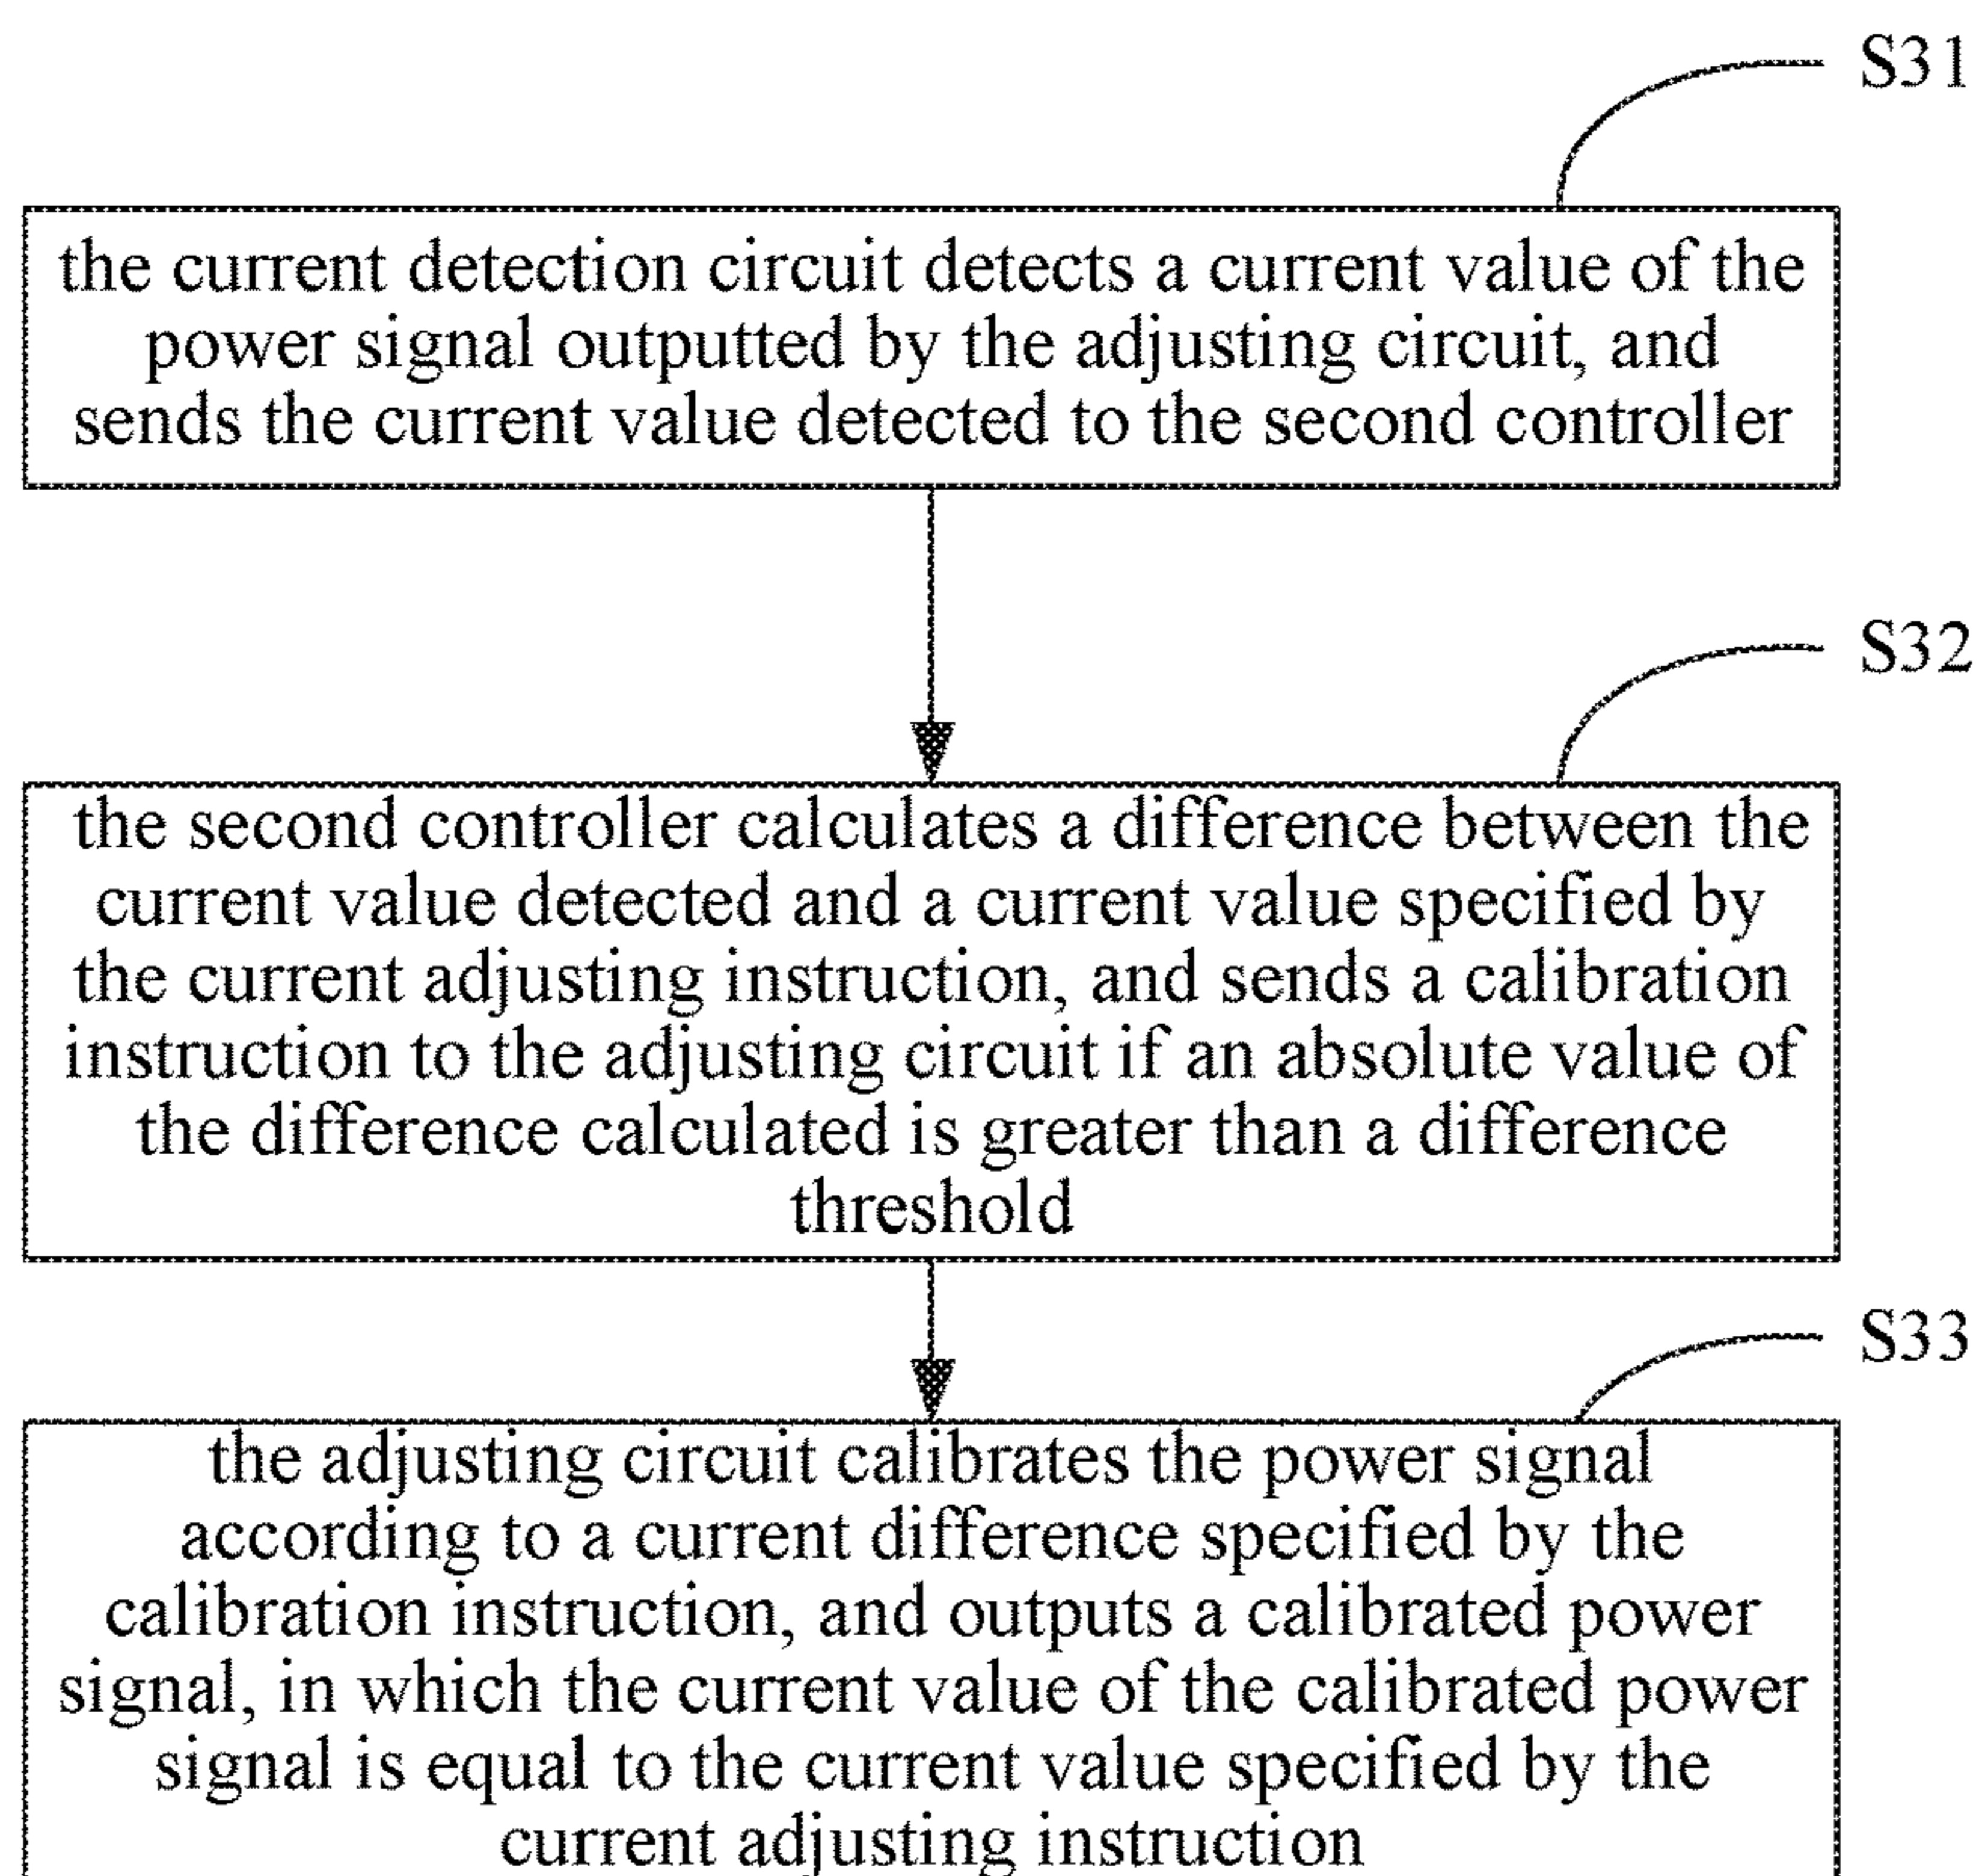 S31
the current detection circuit detects a current value of the
power signal outputted by the adjusting circuit, and
sends the current value detected to the second controller
S32
the second controller calculates a difference between the
current value detected and a current value specified by
the current adjusting instruction, and sends a calibration
instruction to the adjusting circuit if an absolute value of
the difference calculated is greater than a difference
threshold
S33
the adjusting circuit calibrates the power signal
according to a current difference specified by the
calibration instruction, and outputs a calibrated power
signal, in which the current value of the calibrated power
signal is equal to the current value specified by the
current adjusting instruction